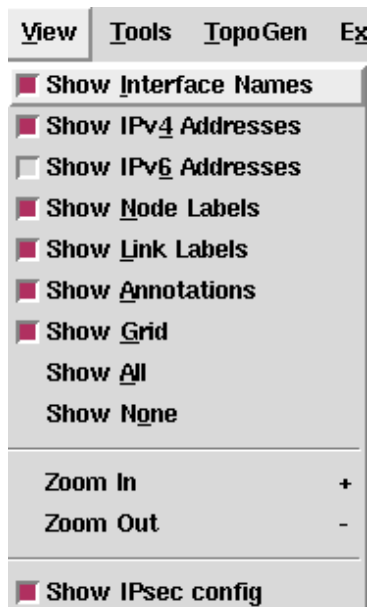 View Tools TopoGen Ex
Show Interface Names
Show IPv4 Addresses
Show IPv6 Addresses
Show Node Labels
Show Link Labels
Show Annotations
Show Grid
Show All
Show None
Zoom In +
Zoom Out -
Show IPsec config